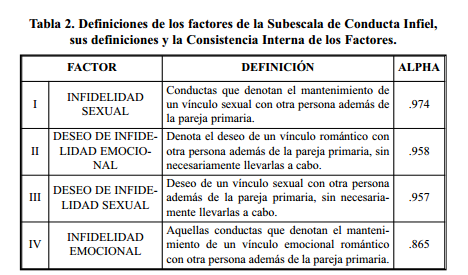 Tabla 2. Definiciones de los factores de la Subescala de Conducta Infiel,
sus definiciones y la Consistencia Interna de los Factores.
FACTOR DEFINICIÓN ALPHA
I INFIDELIDAD SEXUAL
Conductas que denotan el mantenimiento de
un vínculo sexual con otra persona además de
la pareja primaria.
.974
II DESEO DE INFIDE-
LIDAD EMOCIO-
NAL
Denota el deseo de un vínculo romántico con
otra persona además de la pareja primaria, sin
necesariamente llevarlas a cabo.
.958
III DESEO DE INFIDE-
LIDAD SEXUAL
Deseo de un vínculo sexual con otra persona
además de la pareja primaria, sin necesaria-
mente llevarlas a cabo.
.957
IV INFIDELIDAD
EMOCIONAL
Aquellas conductas que denotan el manteni-
miento de un vínculo emocional romántico
con otra persona además de la pareja primaria.
.865